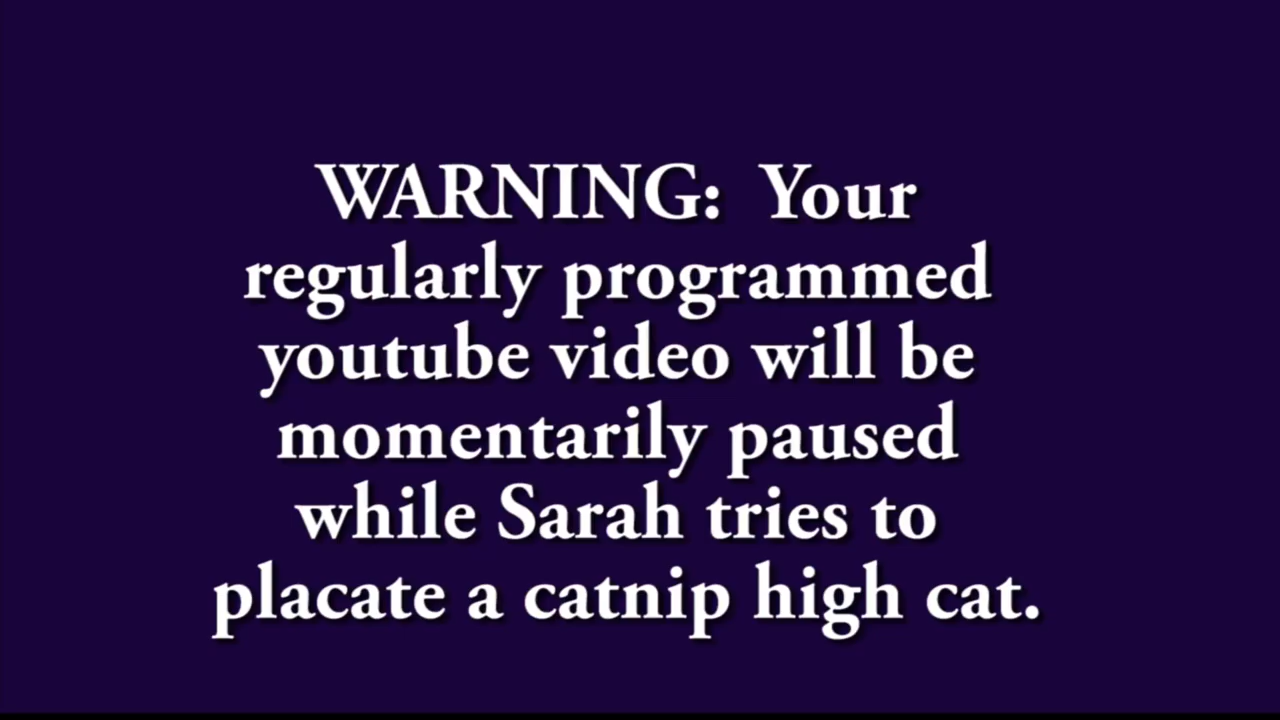 WARNING:  Your
regularly programmed
youtube video will be
momentarily paused
while Sarah tries to
placate a catnip high cat.